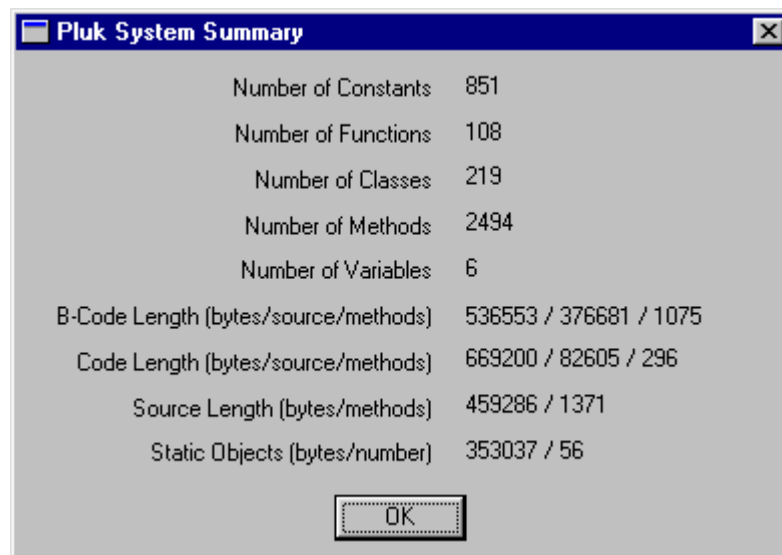 Pluk System Summary
Number of Constants 851
Number of Functions 108
Number of Classes 219
Number of Methods 2494
Number of Variables 6
B-Code Length (bytes/source/methods) 536553 / 376681 / 1075
Code Length (bytes/source/methods) 669200 / 82605 / 296
Source Length (bytes/methods) 459286 / 1371
Static Objects (bytes/number) 353037 / 56
OK